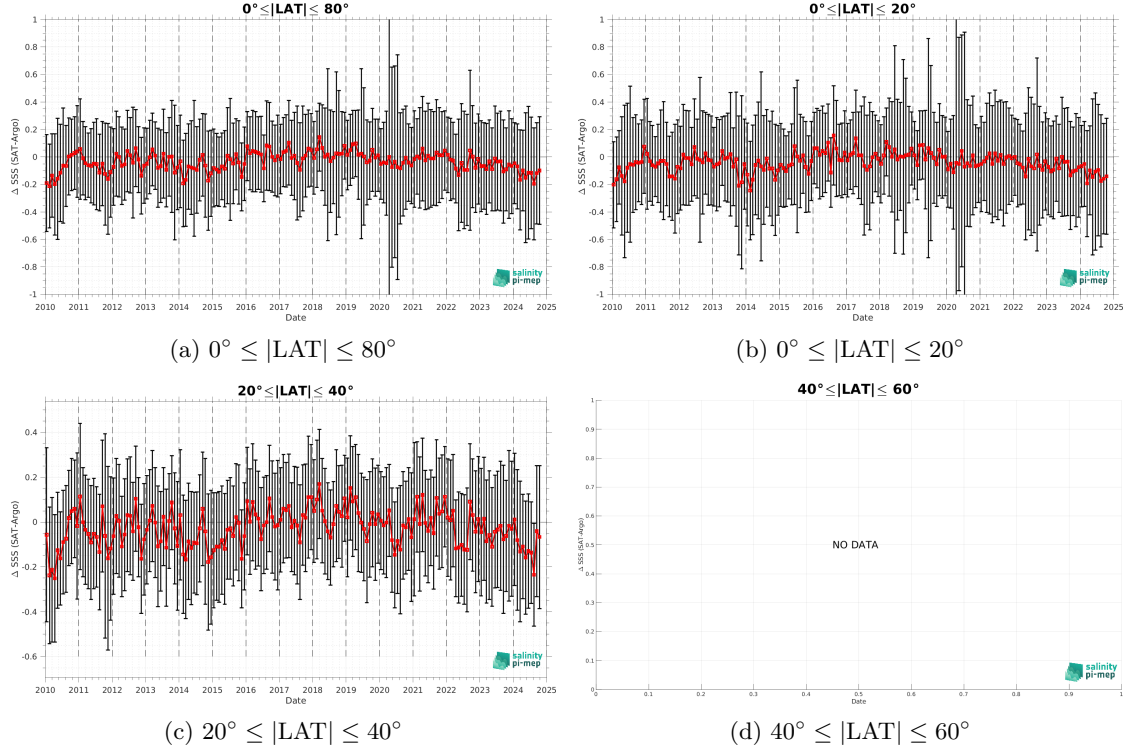 0°≤|LAT|≤ 80°
1
0.8
0.6
0.4
0.2
0
-0.2
-0.4
-0.6
-0.8
-1
Δ SSS (SAT-Argo)
2010 2011 2012 2013 2014 2015 2016 2017 2018 2019 2020 2021 2022 2023 2024 2025
Date
salinity
pi-mep
(a) 0° ≤ |LAT| ≤ 80°
0°≤|LAT|≤ 20°
1
0.8
0.6
0.4
0.2
0
-0.2
-0.4
-0.6
-0.8
-1
Δ SSS (SAT-Argo)
2010 2011 2012 2013 2014 2015 2016 2017 2018 2019 2020 2021 2022 2023 2024 2025
Date
salinity
pi-mep
(b) 0° ≤ |LAT| ≤ 20°
20°≤|LAT|≤ 40°
0.4
0.2
0
-0.2
-0.4
-0.6
Δ SSS (SAT-Argo)
2010 2011 2012 2013 2014 2015 2016 2017 2018 2019 2020 2021 2022 2023 2024 2025
Date
salinity
pi-mep
(c) 20° ≤ |LAT| ≤ 40°
40°≤|LAT|≤ 60°
1
0.9
0.8
0.7
0.6
0.5
0.4
0.3
0.2
0.1
0
Δ SSS (SAT-Argo)
NO DATA
0 0.1 0.2 0.3 0.4 0.5 0.6 0.7 0.8 0.9 1
Date
salinity
pi-mep
(d) 40° ≤ |LAT| ≤ 60°